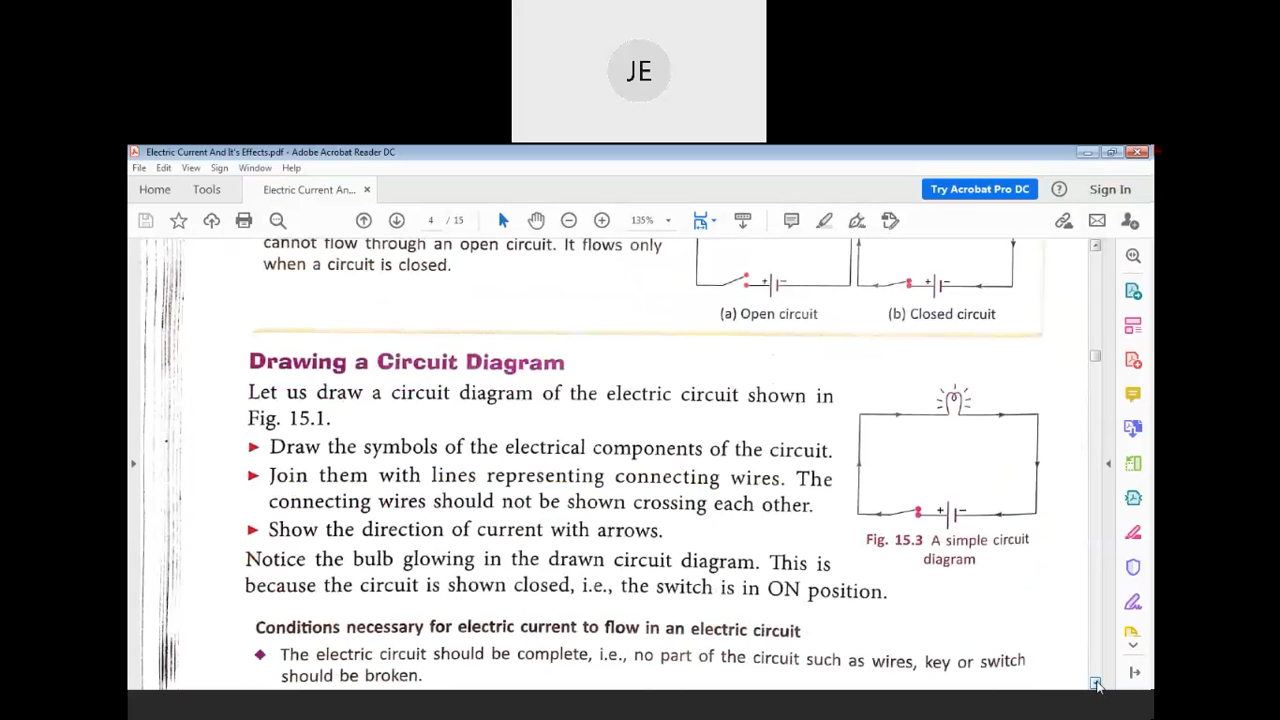 JE
Electric Current And It's Effects.pdf - Adobe Acrobat Reader DC
File Edit View Sign Window Help
Home Tools Electric Current An... × Try Acrobat Pro DC ? Sign In
4 / 15 135%
cannot flow through an open circuit. It flows only
when a circuit is closed.
+ −
+ −
(a) Open circuit (b) Closed circuit
Drawing a Circuit Diagram
Let us draw a circuit diagram of the electric circuit shown in
Fig. 15.1.
Draw the symbols of the electrical components of the circuit.
Join them with lines representing connecting wires. The
connecting wires should not be shown crossing each other.
Show the direction of current with arrows.
Notice the bulb glowing in the drawn circuit diagram. This is
because the circuit is shown closed, i.e., the switch is in ON position.
+ −
Fig. 15.3 A simple circuit
diagram
Conditions necessary for electric current to flow in an electric circuit
The electric circuit should be complete, i.e., no part of the circuit such as wires, key or switch
should be broken.